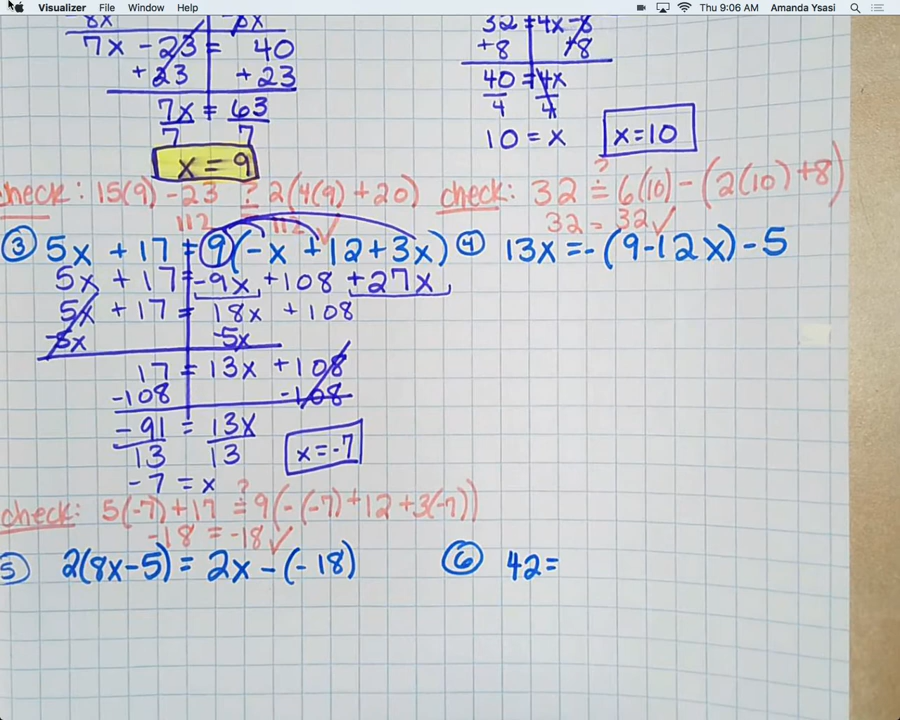 Visualizer File Window Help Thu 9:06 AM Amanda Ysasi
8x 8x
7x - 23 = 40
+23 +23
7x = 63
7 7
x = 9
32 = 4x - 8
+8 +8
40 = 4x
4 4
10 = x x = 10
check: 15(9) - 23 ≟ 2(4(9) + 20)
112 = 112 ✓
check: 32 ≟ 6(10) - (2(10) + 8)
32 = 32 ✓
③ 5x + 17 = 9(-x + 12 + 3x)
5x + 17 = -9x + 108 + 27x
5x + 17 = 18x + 108
-5x -5x
17 = 13x + 108
-108 -108
-91 = 13x
13 13
-7 = x x = -7
check: 5(-7) + 17 ≟ 9(-(-7) + 12 + 3(-7))
-18 = -18 ✓
④ 13x = -(9 - 12x) - 5
5 2(8x - 5) = 2x - (-18)
⑥ 42 =